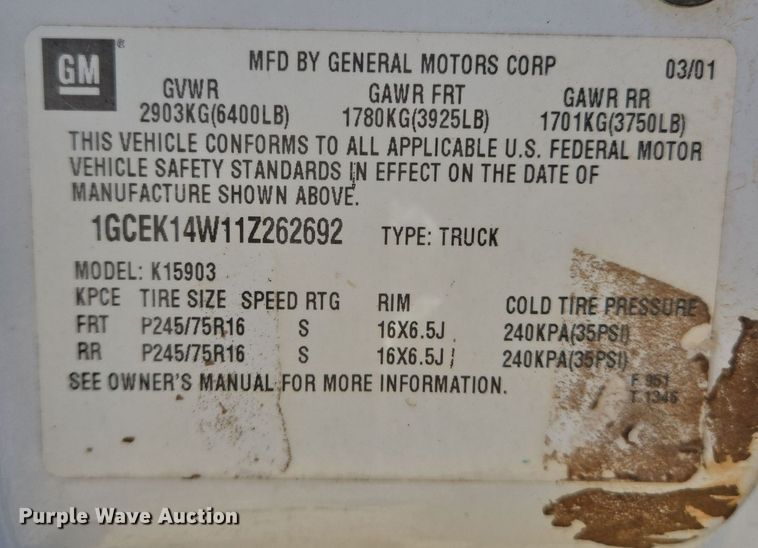 GM ® MFD BY GENERAL MOTORS CORP 03/01
GVWR GAWR FRT GAWR RR
2903KG(6400LB) 1780KG(3925LB) 1701KG(3750LB)
THIS VEHICLE CONFORMS TO ALL APPLICABLE U.S. FEDERAL MOTOR
VEHICLE SAFETY STANDARDS IN EFFECT ON THE DATE OF
MANUFACTURE SHOWN ABOVE.
1GCEK14W11Z262692 TYPE: TRUCK
MODEL: K15903
KPCE TIRE SIZE SPEED RTG RIM COLD TIRE PRESSURE
FRT P245/75R16 S 16X6.5J 240KPA(35PSI)
RR P245/75R16 S 16X6.5J 240KPA(35PSI)
SEE OWNER'S MANUAL FOR MORE INFORMATION.
F 951
T 1346
Purple Wave Auction